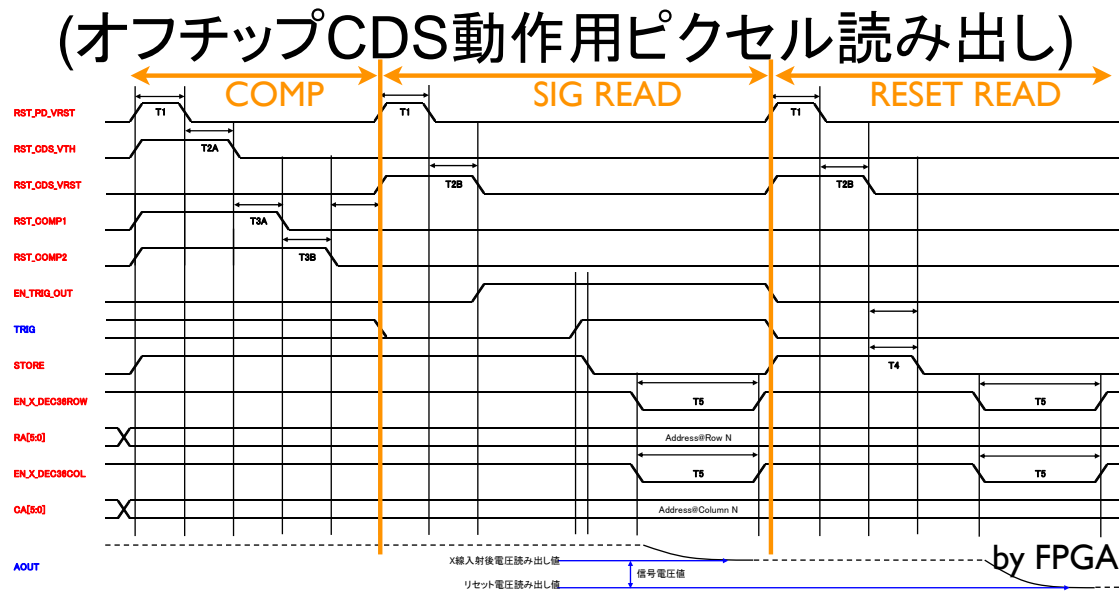 (オフチップCDS動作用ピクセル読み出し)
COMP
SIG READ
RESET READ
RST_PD_VRST
T1
T1
T1
RST_CDS_VTH
T2A
RST_CDS_VRST
T2B
T2B
RST_COMP1
T3A
RST_COMP2
T3B
EN_TRIG_OUT
TRIG
STORE
T4
EN_X_DEC36ROW
T5
T5
RA[5:0]
Address@Row N
EN_X_DEC36COL
T5
T5
CA[5:0]
Address@Column N
by FPGA
X線入射後電圧読み出し値
AOUT
信号電圧値
リセット電圧読み出し値